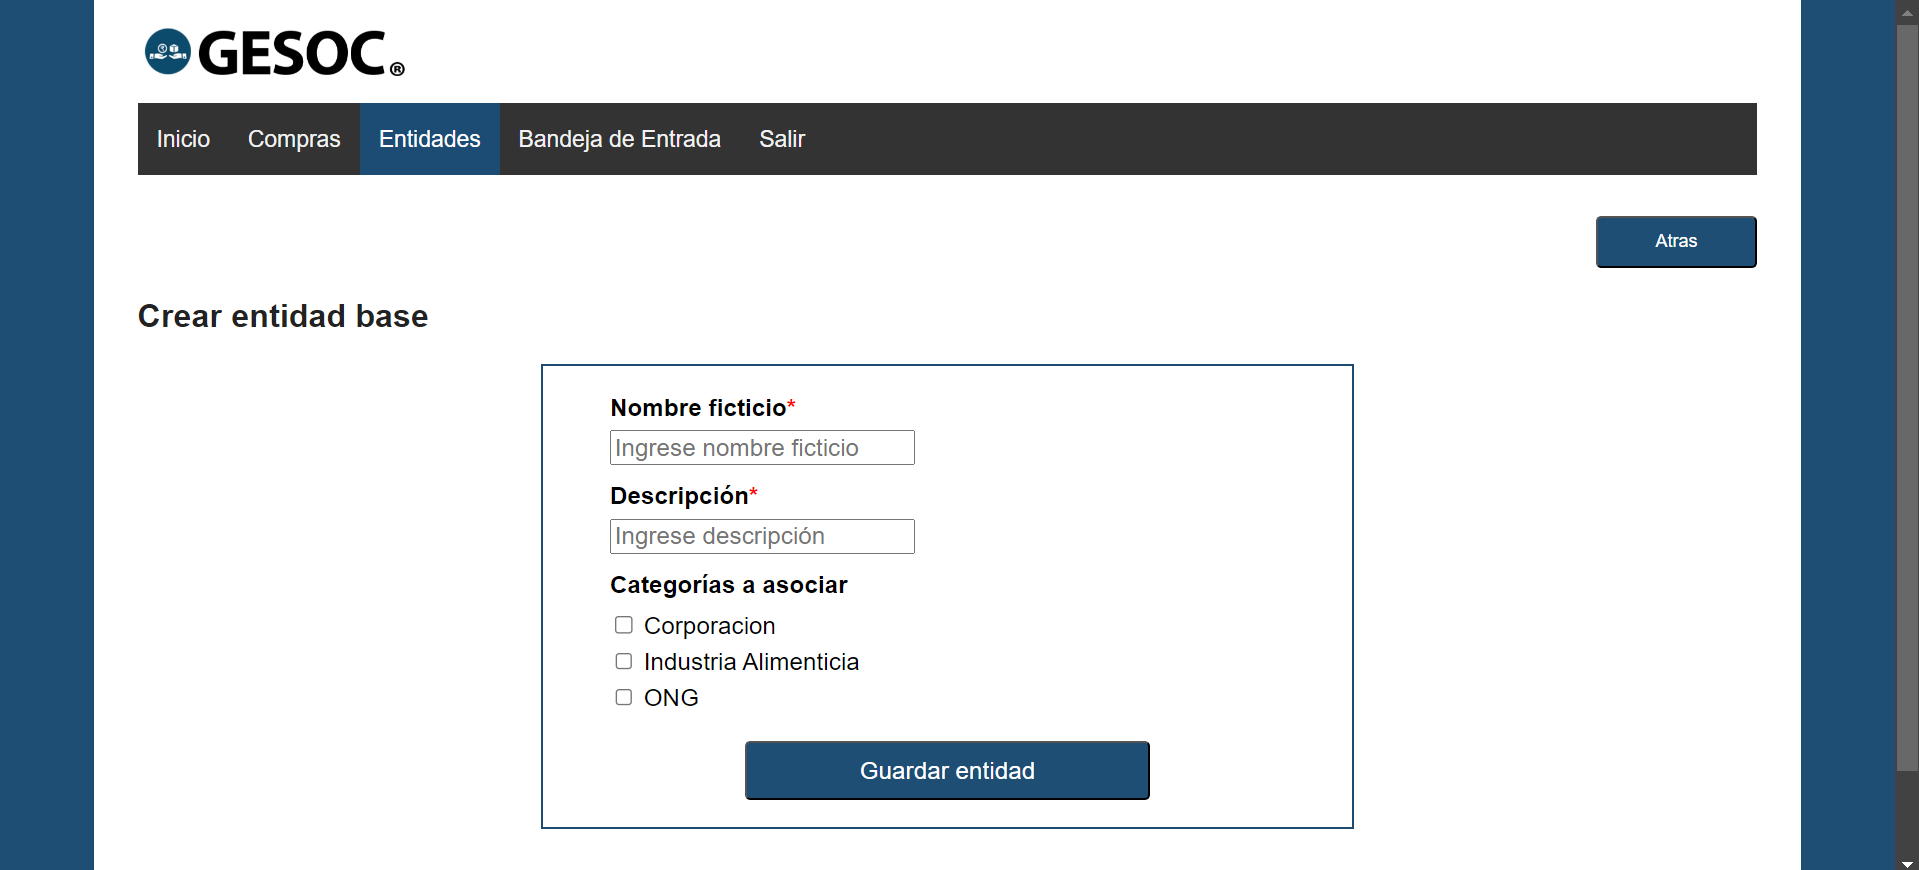 GESOC®
Inicio Compras Entidades Bandeja de Entrada Salir
Atras
Crear entidad base
Nombre ficticio*
Ingrese nombre ficticio
Descripción*
Ingrese descripción
Categorías a asociar
Corporacion
Industria Alimenticia
ONG
Guardar entidad